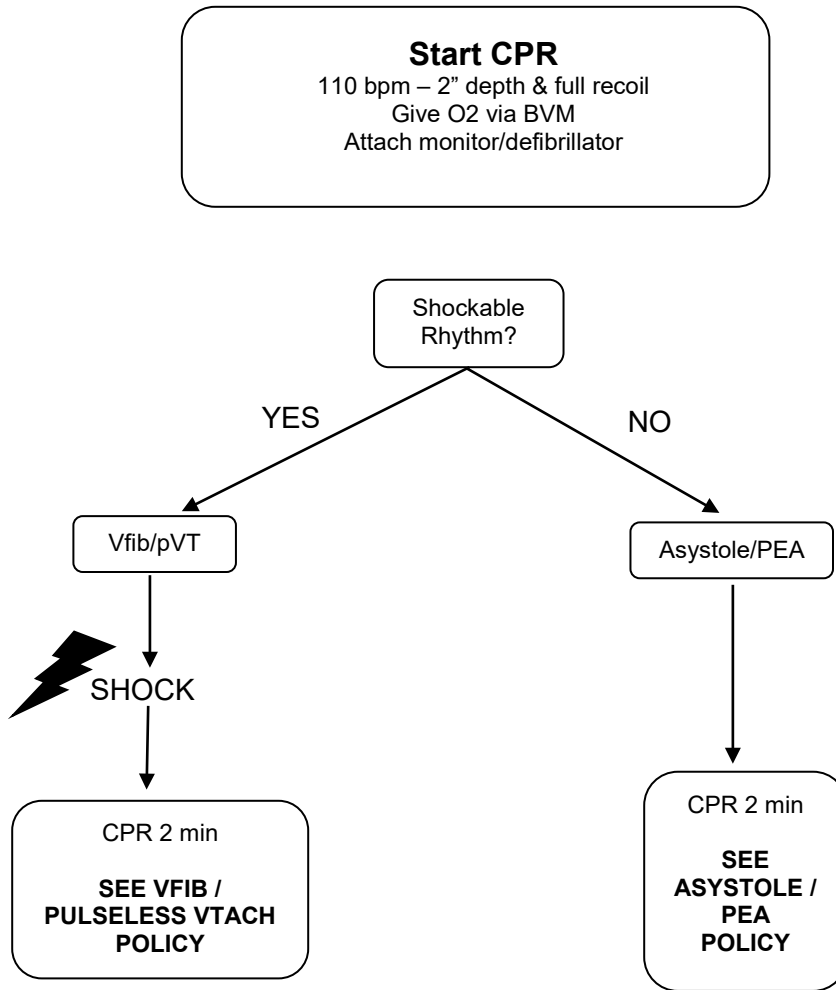 Start CPR
110 bpm – 2” depth & full recoil
Give O2 via BVM
Attach monitor/defibrillator
Shockable
Rhythm?
YES
NO
Vfib/pVT
Asystole/PEA
SHOCK
CPR 2 min
SEE VFIB /
PULSELESS VTACH
POLICY
CPR 2 min
SEE
ASYSTOLE /
PEA
POLICY